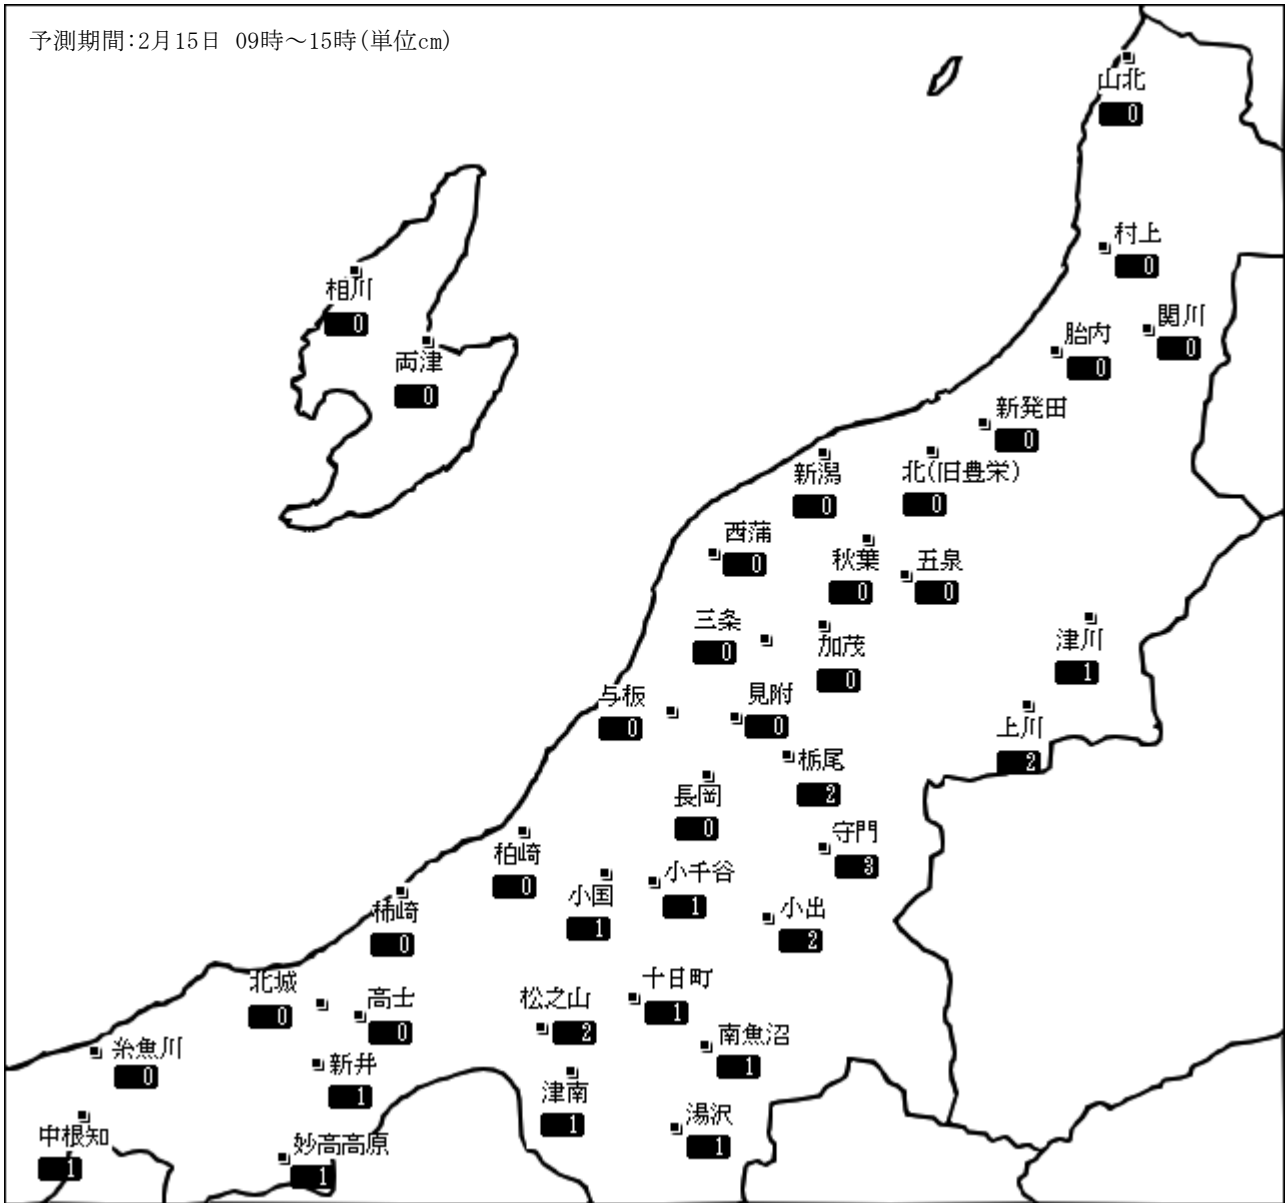 予測期間:2月15日 09時～15時(単位cm)
山北
0
村上
0
関川
0
胎内
0
相川
0
両津
0
新発田
0
新潟
0
北(旧豊栄)
0
西蒲
0
秋葉
0
五泉
0
三条
0
加茂
0
津川
1
与板
0
見附
0
上川
2
栃尾
2
長岡
0
守門
3
柏崎
0
小国
1
小千谷
1
小出
2
柿崎
0
北城
0
高士
0
松之山
2
十日町
1
南魚沼
1
糸魚川
0
新井
1
津南
1
湯沢
1
中根知
1
妙高高原
1